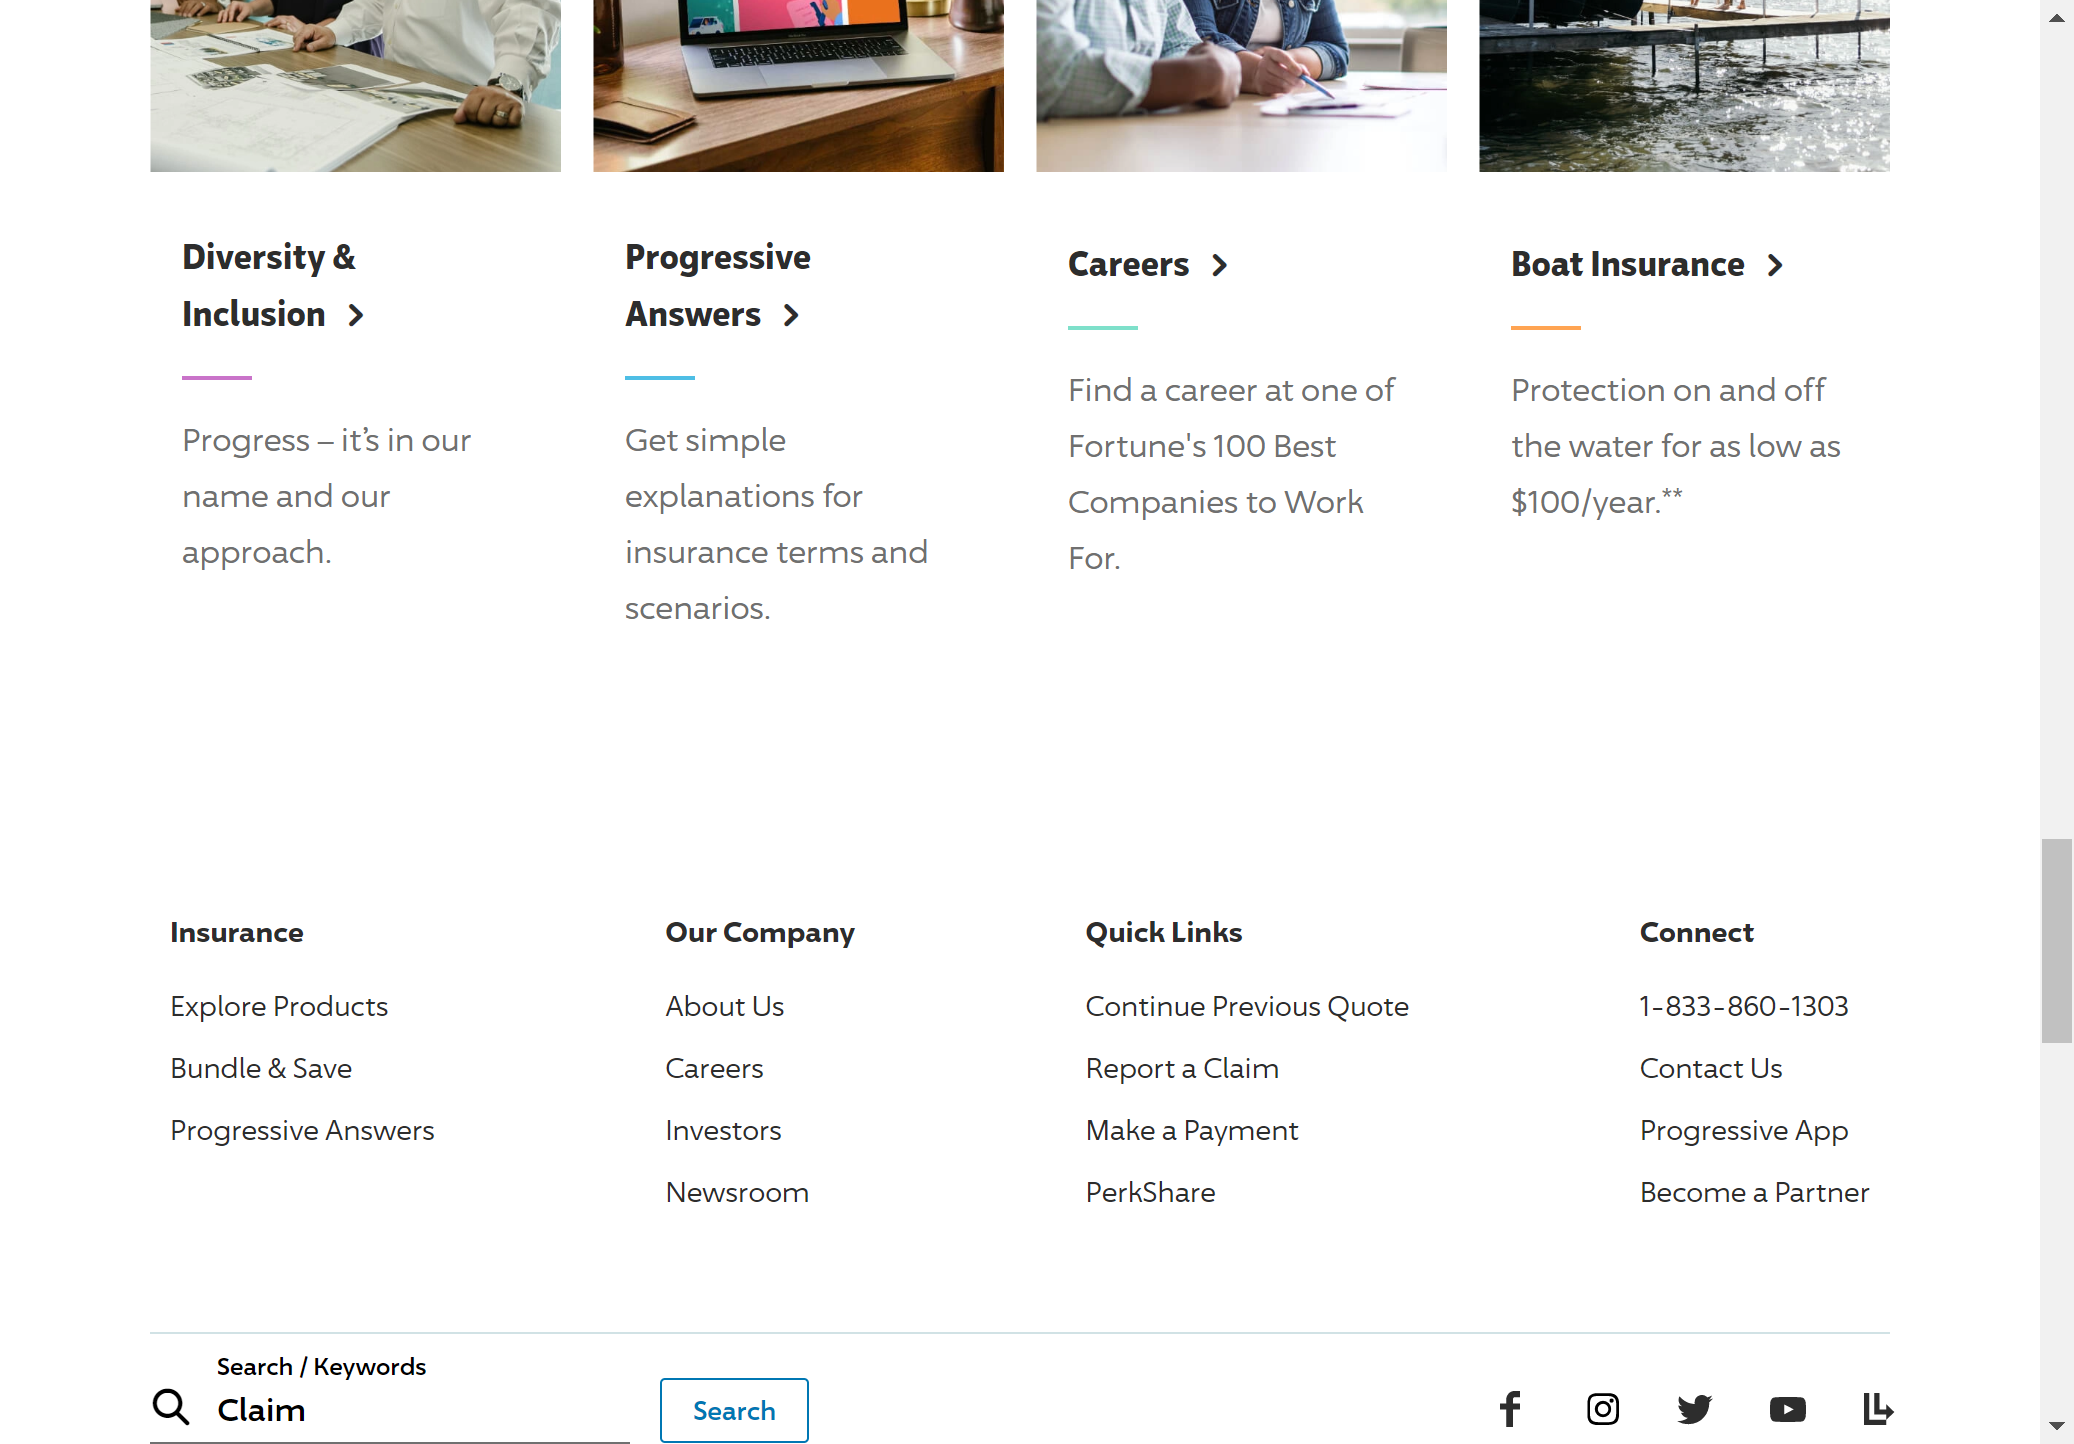 Diversity &
Inclusion
Progress – it’s in our
name and our
approach.
Progressive
Answers
Get simple
explanations for
insurance terms and
scenarios.
Careers
Find a career at one of
Fortune's 100 Best
Companies to Work
For.
Boat Insurance
Protection on and off
the water for as low as
$100/year.**
Insurance
Explore Products
Bundle & Save
Progressive Answers
Our Company
About Us
Careers
Investors
Newsroom
Quick Links
Continue Previous Quote
Report a Claim
Make a Payment
PerkShare
Connect
1-833-860-1303
Contact Us
Progressive App
Become a Partner
Search / Keywords
Claim
Search